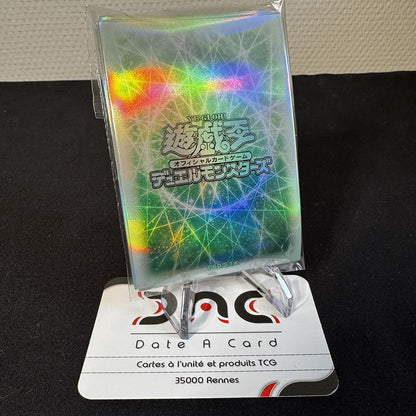 YU-GI-OH!
遊戯王
オフィシャルカードゲーム
デュエルモンスターズ
DAC
Date A Card
Cartes à l'unité et produits TCG
35000 Rennes